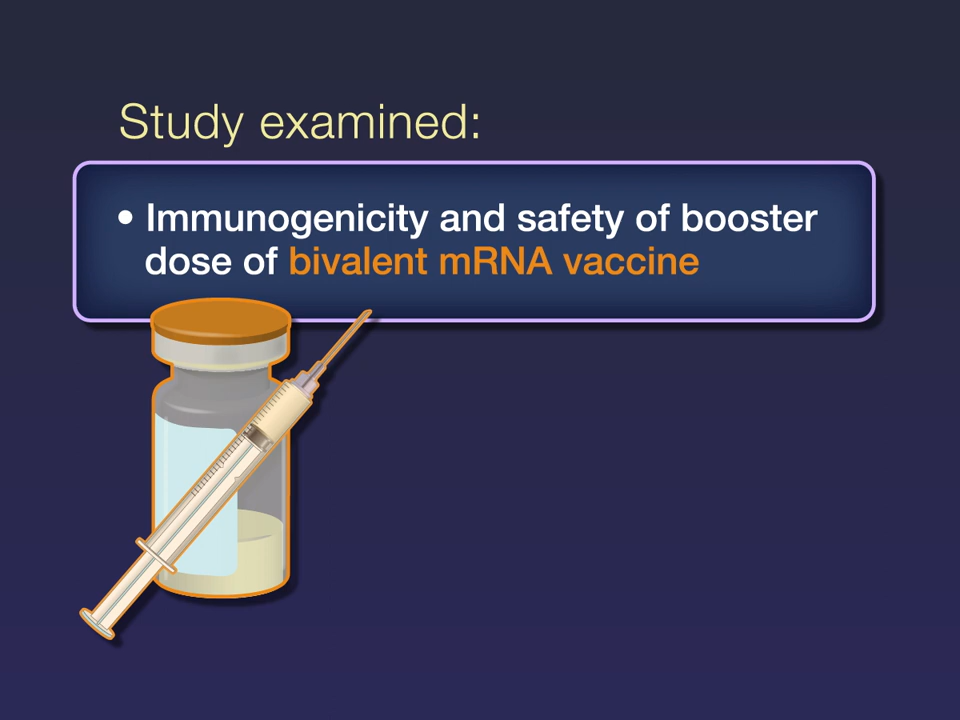 Study examined:
• Immunogenicity and safety of booster
dose of bivalent mRNA vaccine